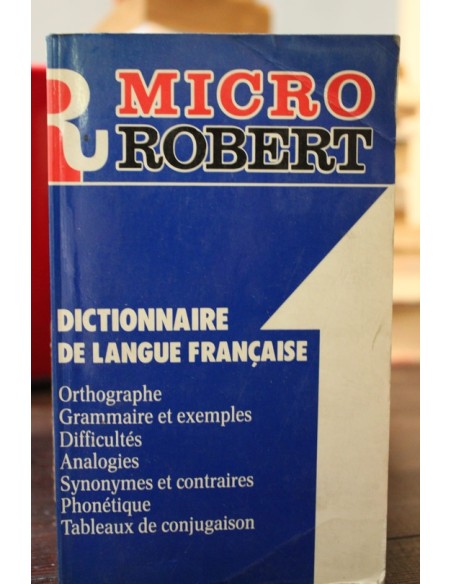 MICRO
ROBERT
DICTIONNAIRE
DE LANGUE FRANÇAISE
Orthographe
Grammaire et exemples
Difficultés
Analogies
Synonymes et contraires
Phonétique
Tableaux de conjugaison
1